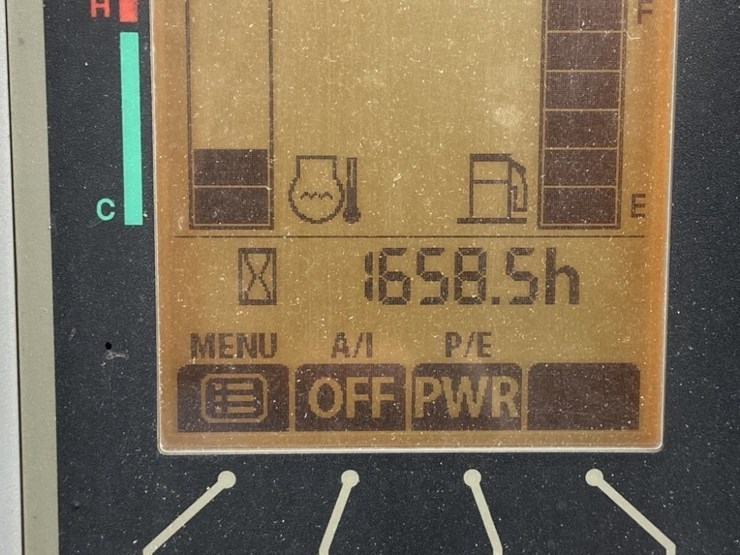 H
F
C
E
1658.5h
MENU A/I P/E
OFF PWR